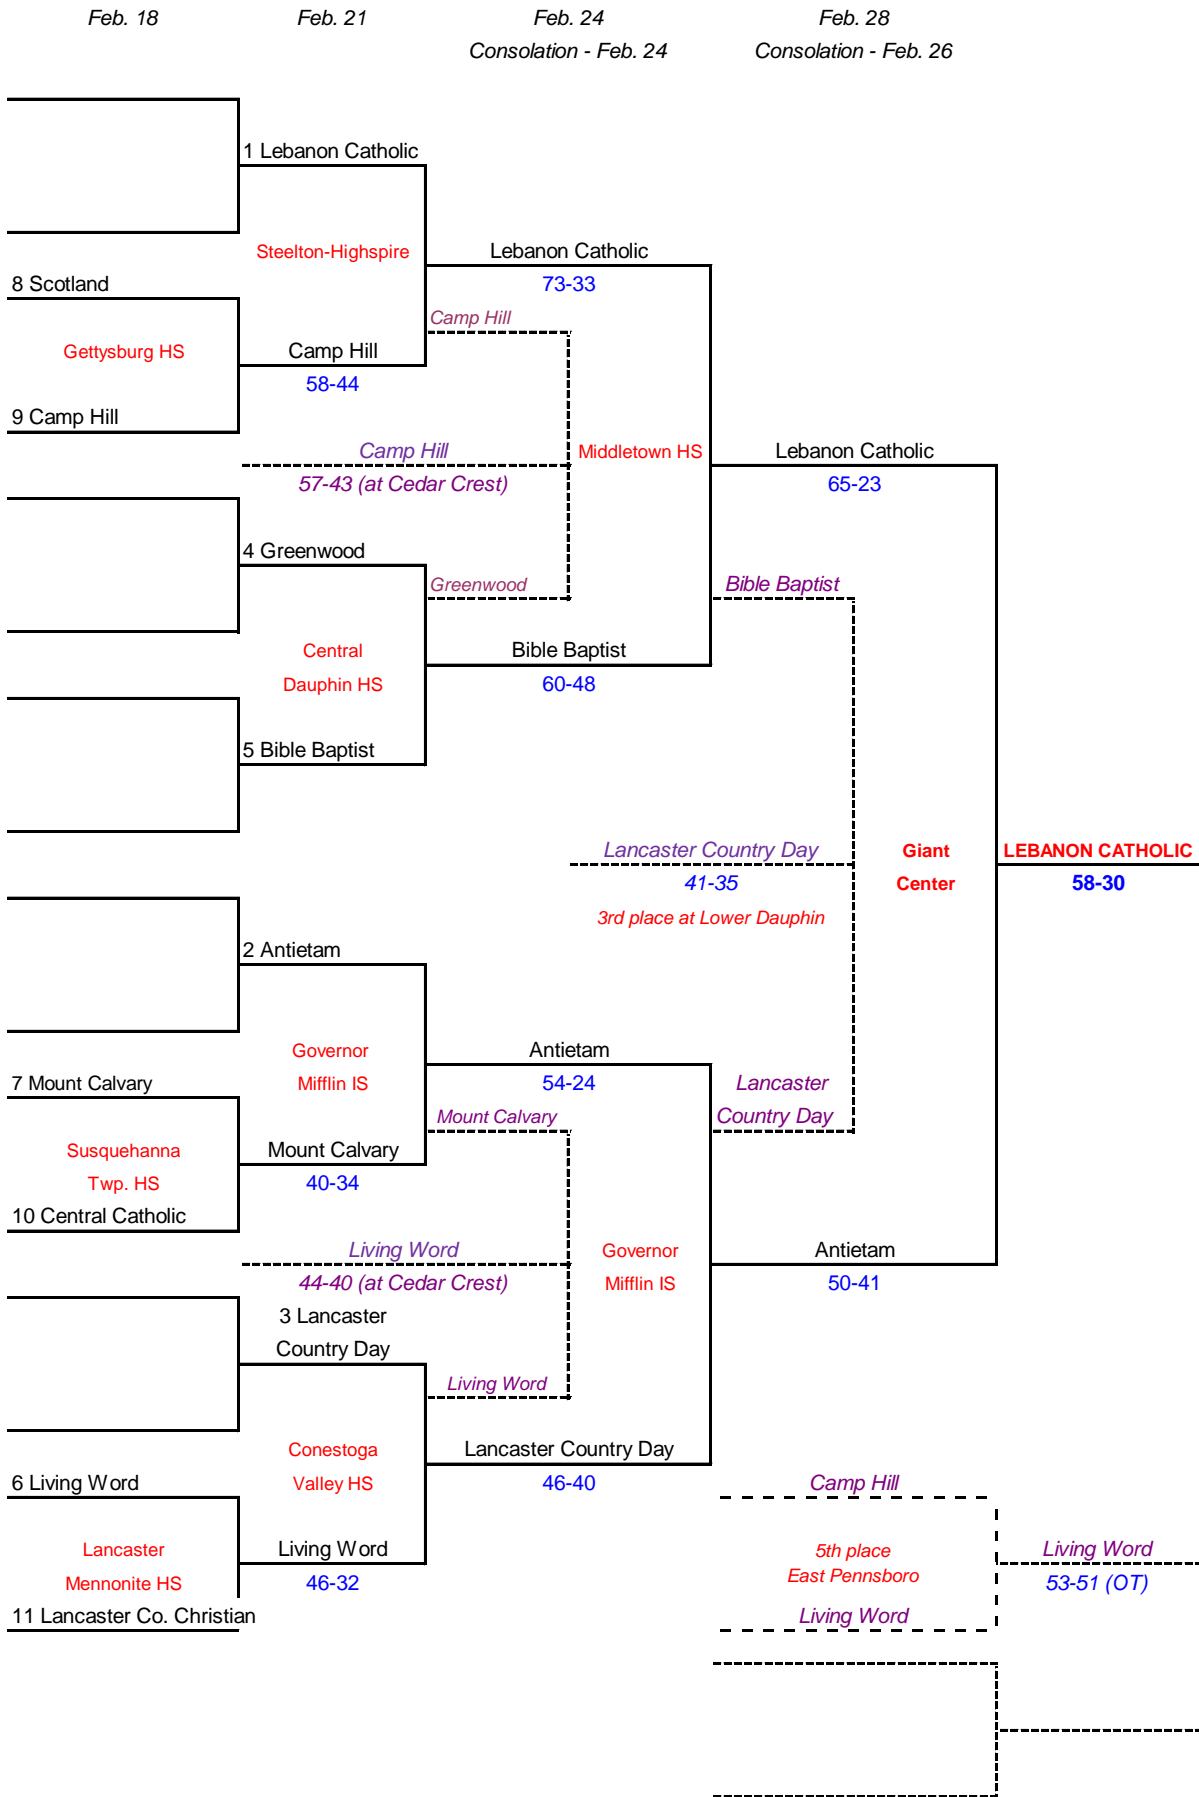 Feb. 18
Feb. 21
Feb. 24
Feb. 28
Consolation - Feb. 24
Consolation - Feb. 26
1 Lebanon Catholic
Steelton-Highspire
Lebanon Catholic
73-33
8 Scotland
Camp Hill
Gettysburg HS
Camp Hill
58-44
9 Camp Hill
Camp Hill
57-43 (at Cedar Crest)
Middletown HS
Lebanon Catholic
65-23
4 Greenwood
Greenwood
Bible Baptist
Central
Dauphin HS
Bible Baptist
60-48
5 Bible Baptist
Lancaster Country Day
41-35
3rd place at Lower Dauphin
Giant
Center
LEBANON CATHOLIC
58-30
2 Antietam
Governor
Mifflin IS
Antietam
54-24
7 Mount Calvary
Mount Calvary
Lancaster
Country Day
Susquehanna
Twp. HS
Mount Calvary
40-34
10 Central Catholic
Living Word
44-40 (at Cedar Crest)
Governor
Mifflin IS
Antietam
50-41
3 Lancaster
Country Day
Living Word
Conestoga
Valley HS
Lancaster Country Day
46-40
6 Living Word
Camp Hill
Lancaster
Mennonite HS
Living Word
46-32
5th place
East Pennsboro
Living Word
53-51 (OT)
11 Lancaster Co. Christian
Living Word